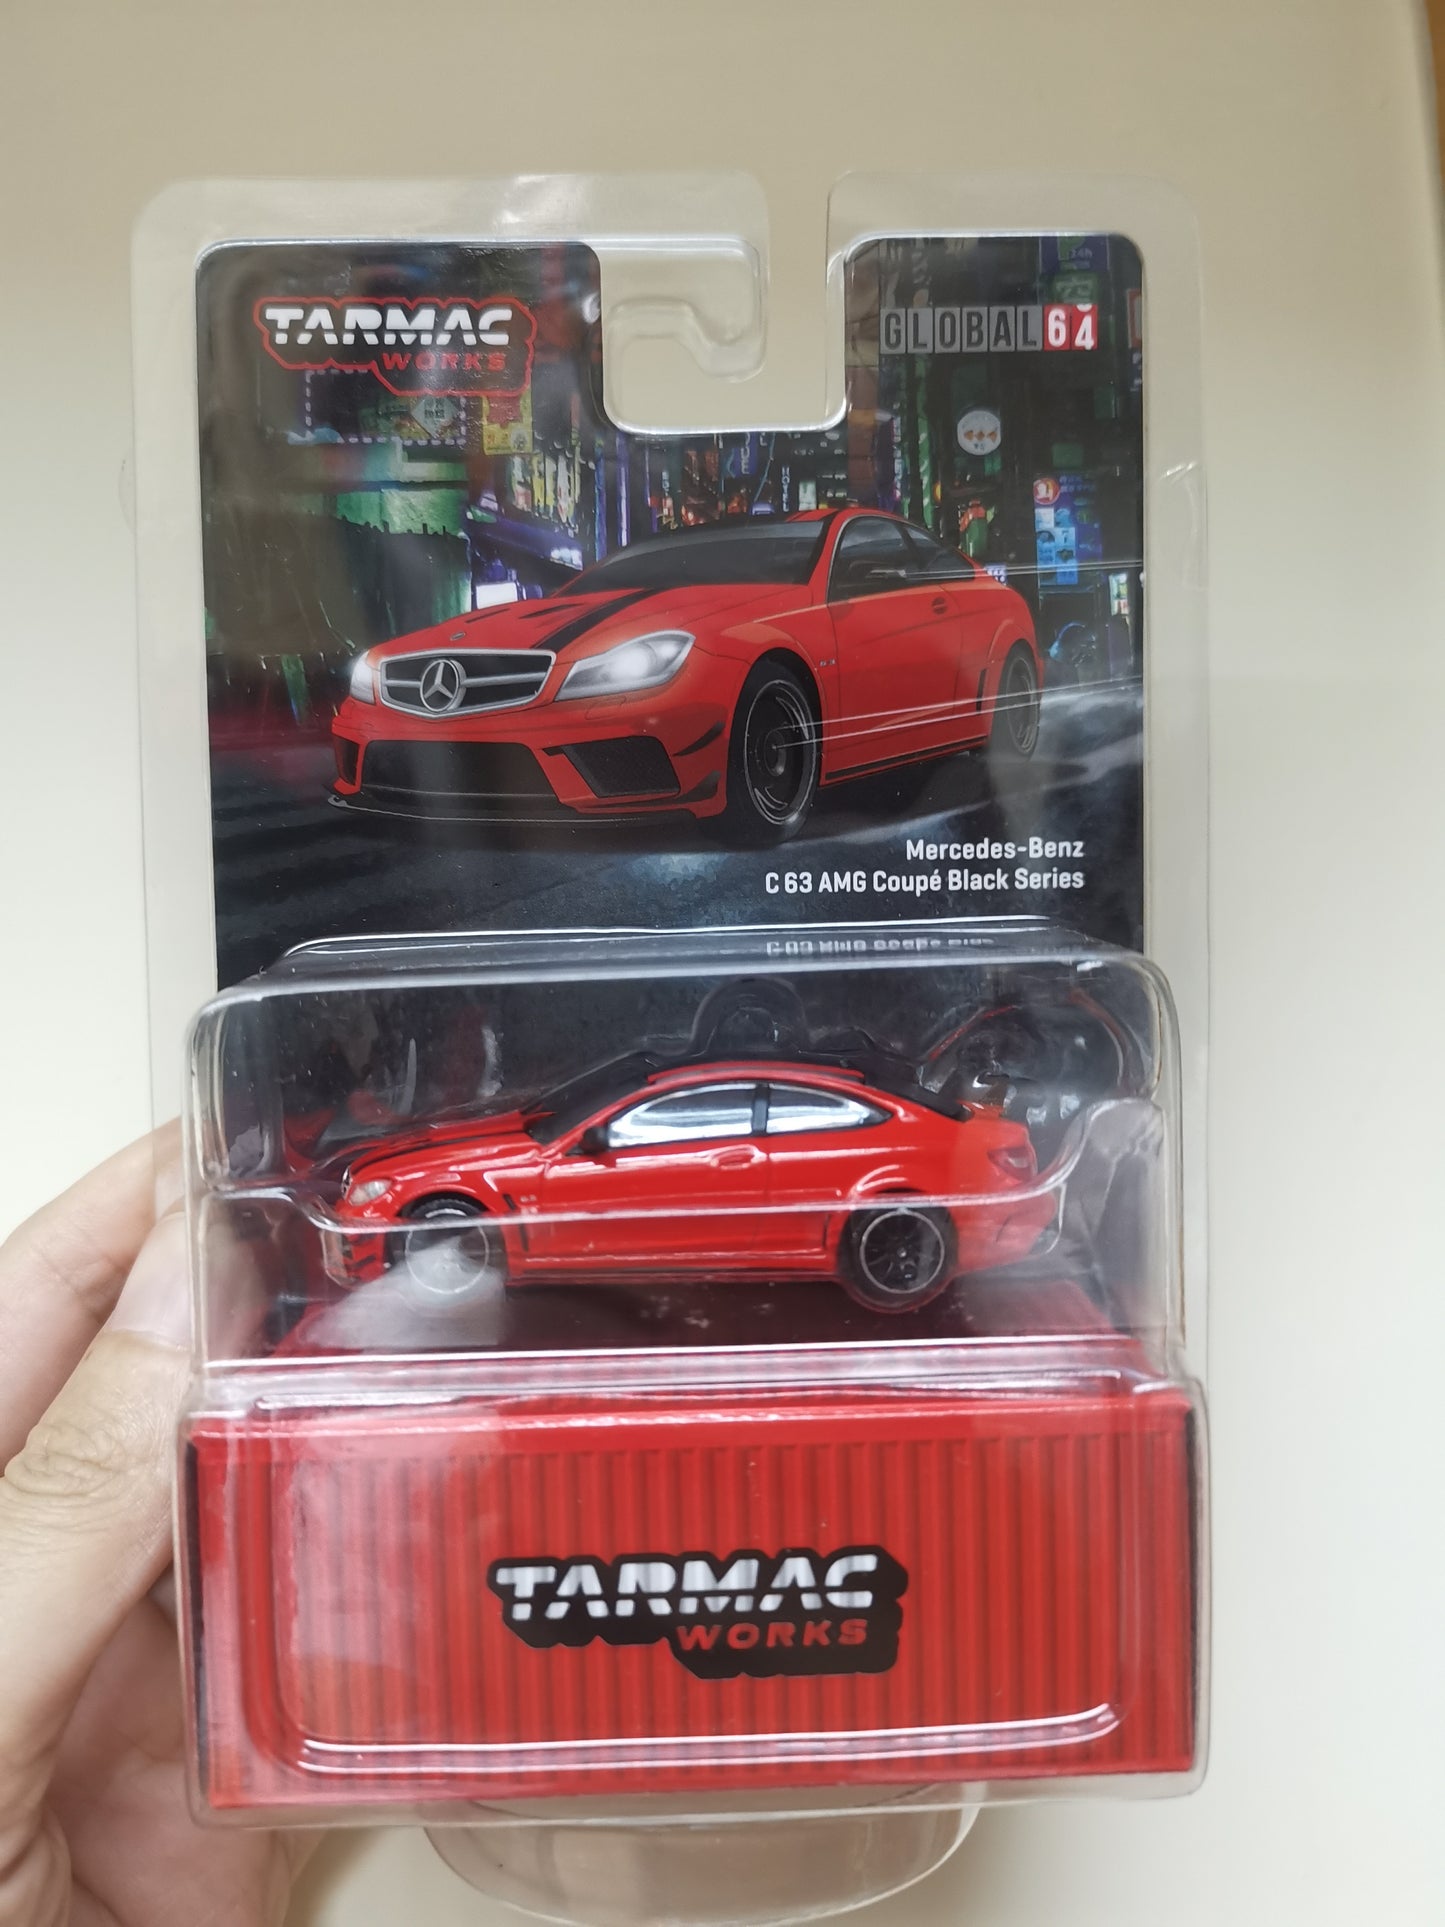 TARMAC
WORKS
GLOBAL64
Mercedes-Benz
C 63 AMG Coupé Black Series
TARMAC
WORKS